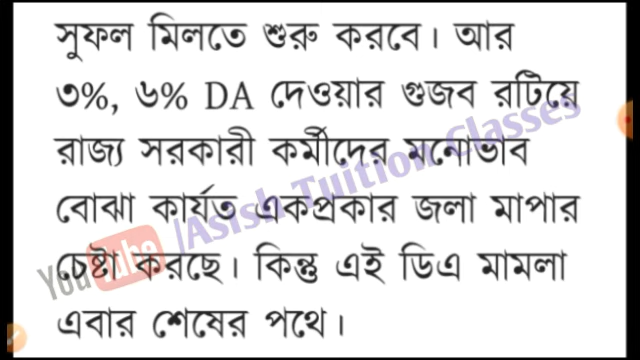 সুফল মিলতে শুরু করবে। আর
৩%, ৬% DA দেওয়ার গুজব রটিয়ে
রাজ্য সরকারী কর্মীদের মনোভাব
বোঝা কার্যত একপ্রকার জলা মাপার
চেষ্টা করছে। কিন্তু এই ডিএ মামলা
এবার শেষের পথে।
YouTube /Asish Tuition Classes